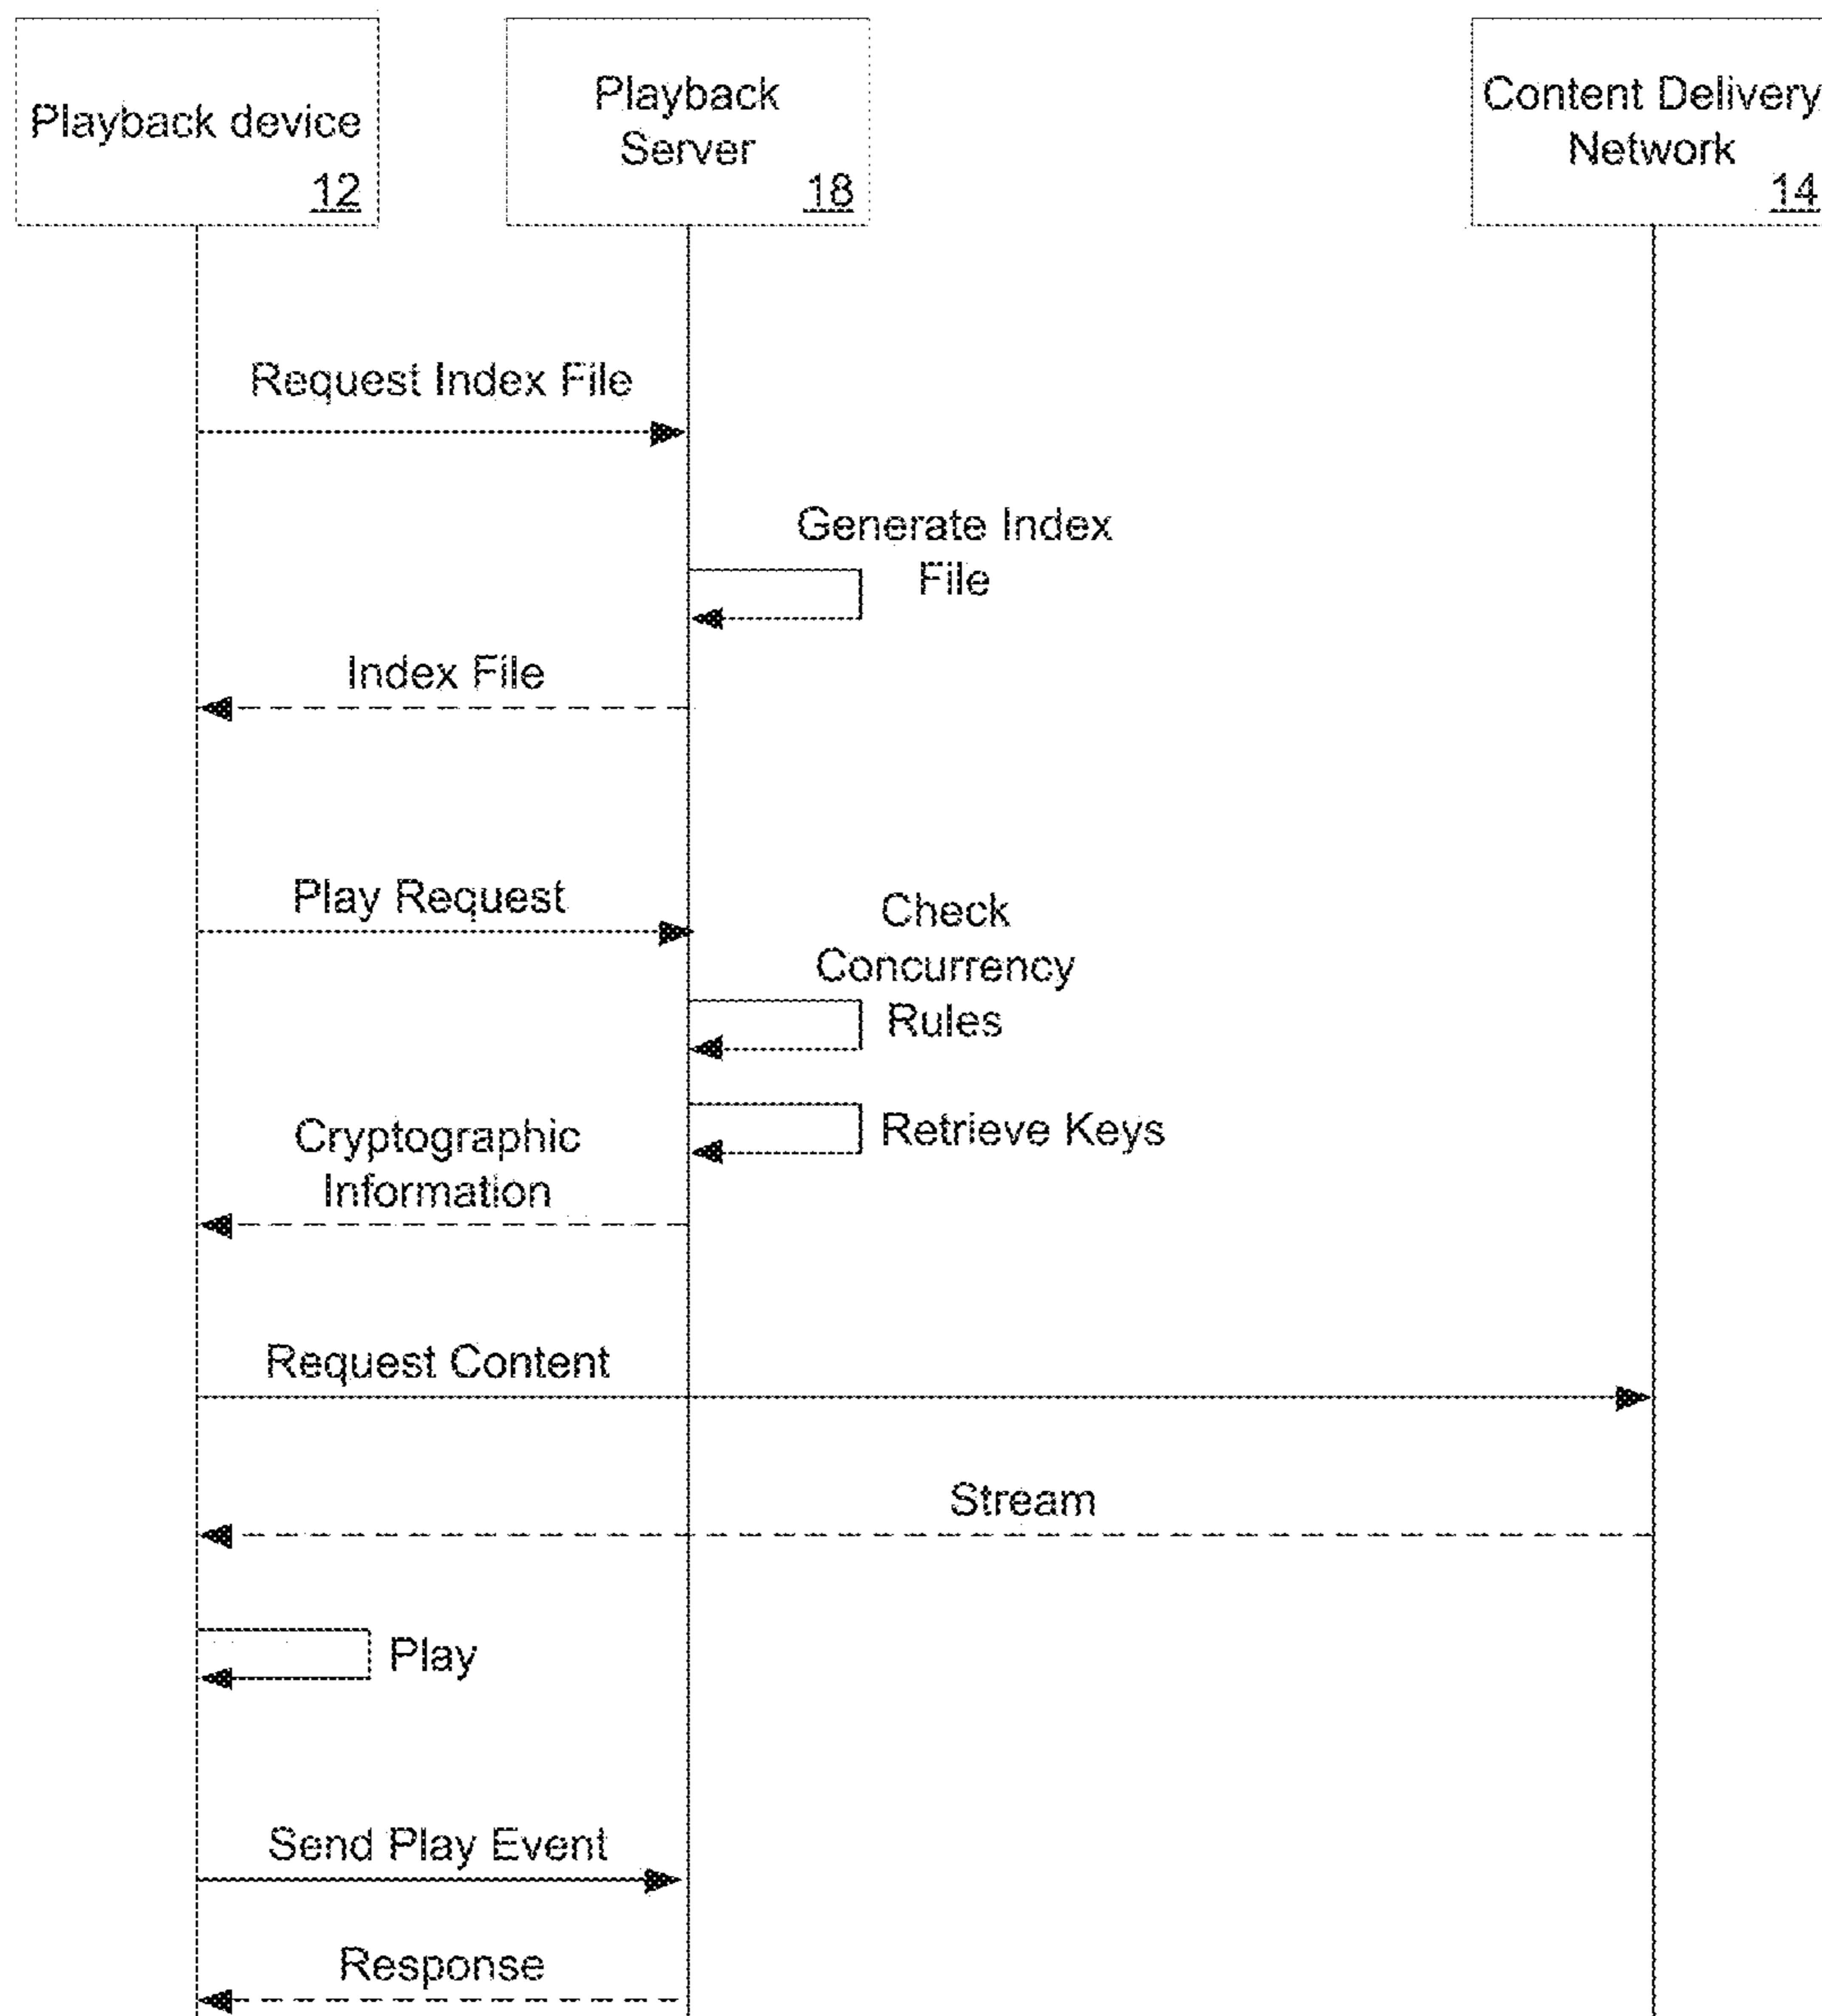 Playback device
12
Playback
Server
18
Content Delivery
Network
14
Request Index File
Generate Index
File
Index File
Play Request
Check
Concurrency
Rules
Retrieve Keys
Cryptographic
Information
Request Content
Stream
Play
Send Play Event
Response